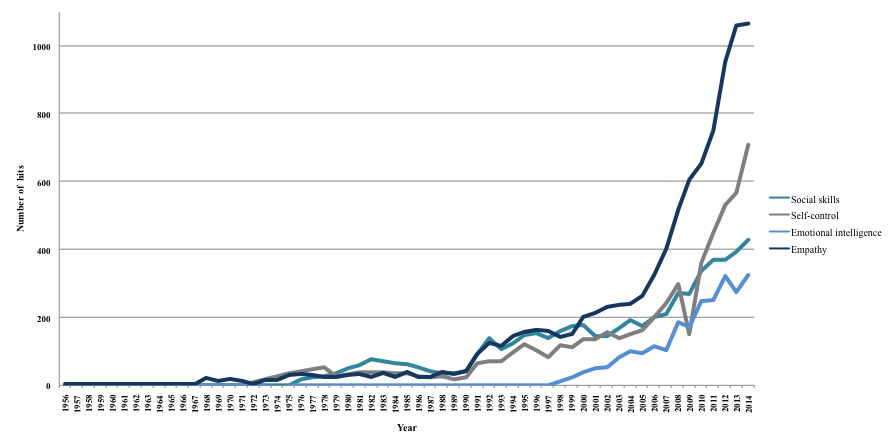 1000
800
600
400
200
0
Number of hits
1956 1957 1958 1959 1960 1961 1962 1963 1964 1965 1966 1967 1968 1969 1970 1971 1972 1973 1974 1975 1976 1977 1978 1979 1980 1981 1982 1983 1984 1985 1986 1987 1988 1989 1990 1991 1992 1993 1994 1995 1996 1997 1998 1999 2000 2001 2002 2003 2004 2005 2006 2007 2008 2009 2010 2011 2012 2013 2014
Year
Social skills
Self-control
Emotional intelligence
Empathy